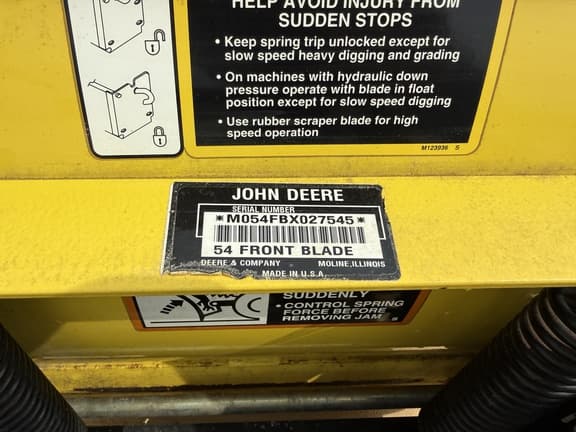 HELP AVOID INJURY FROM
SUDDEN STOPS
• Keep spring trip unlocked except for
slow speed heavy digging and grading
• On machines with hydraulic down
pressure operate with blade in float
position except for slow speed digging
• Use rubber scraper blade for high
speed operation
M123936 S
JOHN DEERE
SERIAL NUMBER
*M054FBX027545*
54 FRONT BLADE
DEERE & COMPANY MOLINE, ILLINOIS
MADE IN U.S.A.
SUDDENLY
• CONTROL SPRING
FORCE BEFORE
REMOVING JAM